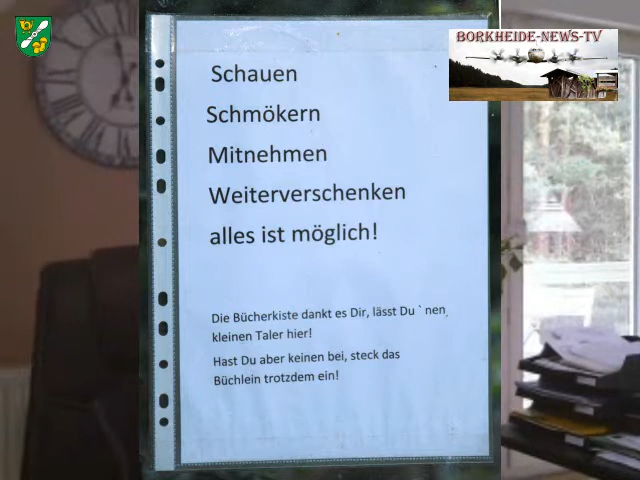 BORKHEIDE-NEWS-TV
Schauen
Schmökern
Mitnehmen
Weiterverschenken
alles ist möglich!
Die Bücherkiste dankt es Dir, lässt Du `nen
kleinen Taler hier!
Hast Du aber keinen bei, steck das
Büchlein trotzdem ein!